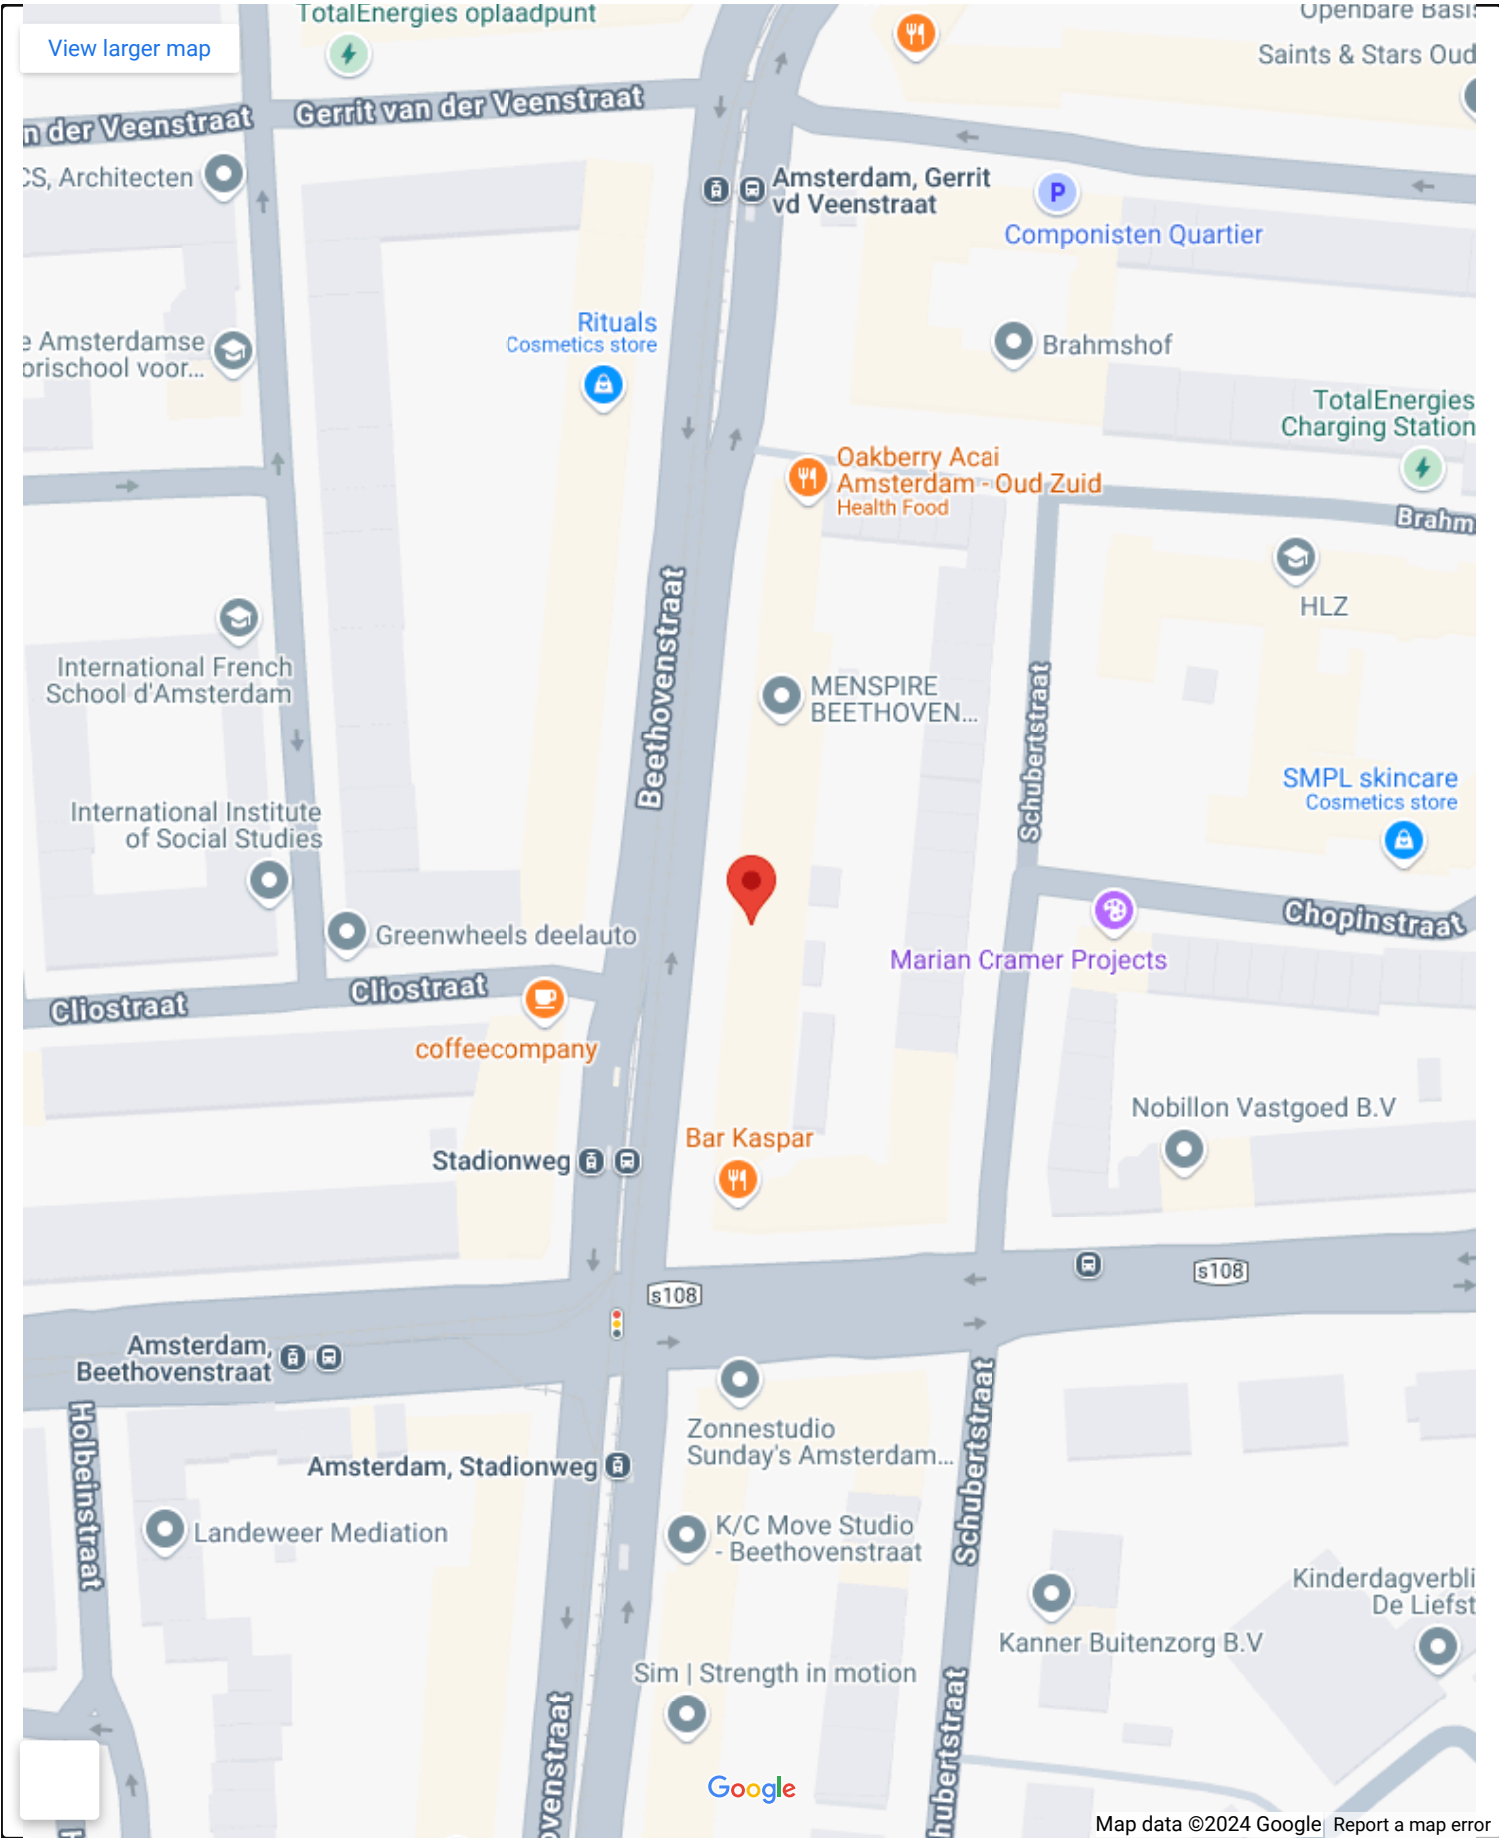 TotalEnergies oplaadpunt
Openbare Basis
View larger map
Saints & Stars Oud
n der Veenstraat
Gerrit van der Veenstraat
CS, Architecten
Amsterdam, Gerrit
vd Veenstraat
P
Componisten Quartier
Rituals
Cosmetics store
e Amsterdamse
orischool voor...
Brahmshof
TotalEnergies
Charging Station
Oakberry Acai
Amsterdam - Oud Zuid
Health Food
Brahm
HLZ
Beethovenstraat
International French
School d'Amsterdam
MENSPIRE
BEETHOVEN...
Schubertstraat
SMPL skincare
Cosmetics store
International Institute
of Social Studies
Chopinstraat
Greenwheels deelauto
Marian Cramer Projects
Cliostraat
Cliostraat
coffeecompany
Nobillon Vastgoed B.V
Bar Kaspar
Stadionweg
s108
s108
Amsterdam,
Beethovenstraat
Holbeinstraat
Zonnestudio
Sunday's Amsterdam...
Schubertstraat
Amsterdam, Stadionweg
Landeweer Mediation
K/C Move Studio
- Beethovenstraat
Kinderdagverbli
De Liefst
Kanner Buitenzorg B.V
Sim | Strength in motion
ovenstraat
hubertstraat
Google
Map data ©2024 Google
Report a map error